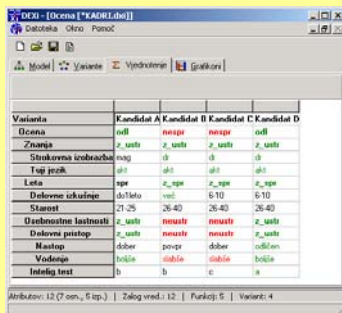 DEXi - [Ocena [*KADRI.dxi]]
Datoteka Okno Pomoč
Model Variante Σ Vrednotenje Grafikoni
Varianta Kandidat A Kandidat B Kandidat C Kandidat D
Ocena odl nespr nespr odl
Znanja z_ustr z_ustr z_ustr z_ustr
Strokovna izobrazba mag dr dr dr
Tuji jezik akt akt akt akt
Leta spr z_spr z_spr z_spr
Delovne izkušnje do1leto več 6-10 6-10
Starost 21-25 26-40 26-40 26-40
Osebnostne lastnosti z_ustr neustr neustr z_ustr
Delovni pristop z_ustr neustr neustr z_ustr
Nastop dober povpr dober odličen
Vodenje boljše slabše slabše boljše
Intelig.test b b c a
Atributov: 12 (7 osn., 5 izp.) | Zalog vred.: 12 | Funkcij: 5 | Variant: 4